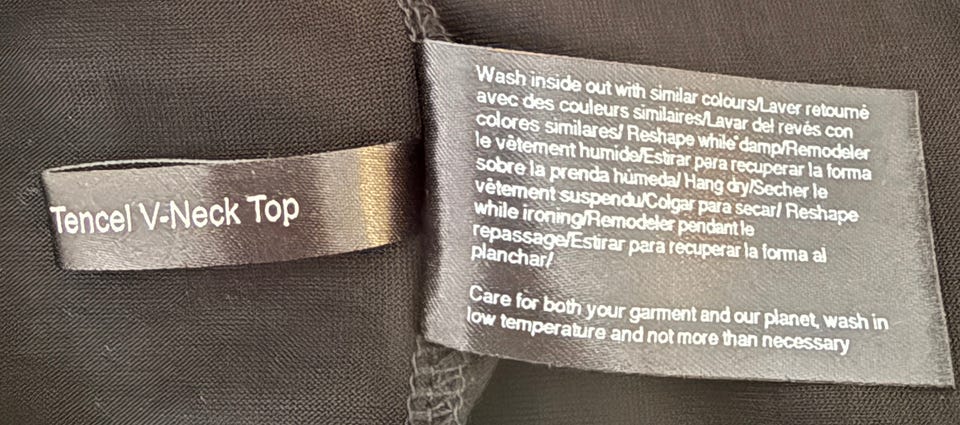 Tencel V-Neck Top
Wash inside out with similar colours/Laver retourné
avec des couleurs similaires/Lavar del revés con
colores similares/ Reshape while damp/Remodeler
le vêtement humide/Estirar para recuperar la forma
sobre la prenda húmeda/ Hang dry/Secher le
vêtement suspendu/Colgar para secar/ Reshape
while ironing/Remodeler pendant le
repassage/Estirar para recuperar la forma al
planchar/
Care for both your garment and our planet, wash in
low temperature and not more than necessary